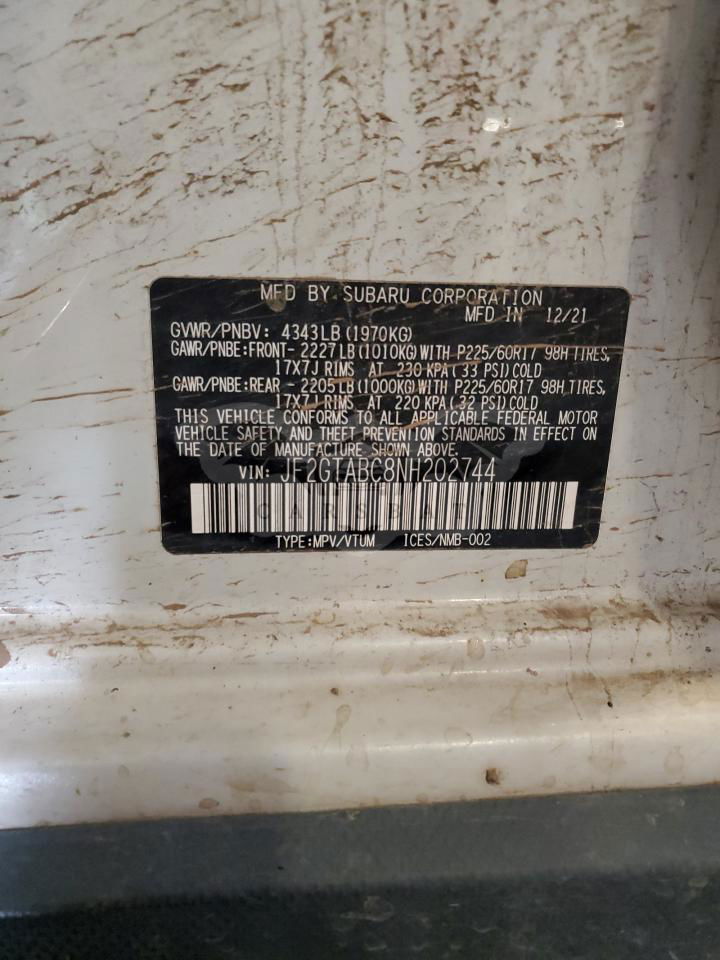 MFD BY SUBARU CORPORATION
MFD IN 12/21
GVWR/PNBV: 4343LB (1970KG)
GAWR/PNBE:FRONT- 2227LB(1010KG)WITH P225/60R17 98H TIRES,
17X7J RIMS AT 230 KPA(33 PSI)COLD
GAWR/PNBE:REAR - 2205LB(1000KG)WITH P225/60R17 98H TIRES,
17X7J RIMS AT 220 KPA(32 PSI)COLD
THIS VEHICLE CONFORMS TO ALL APPLICABLE FEDERAL MOTOR
VEHICLE SAFETY AND THEFT PREVENTION STANDARDS IN EFFECT ON
THE DATE OF MANUFACTURE SHOWN ABOVE.
VIN: JF2GTABC8NH202744
CARSBAT
TYPE:MPV/VTUM ICES/NMB-002